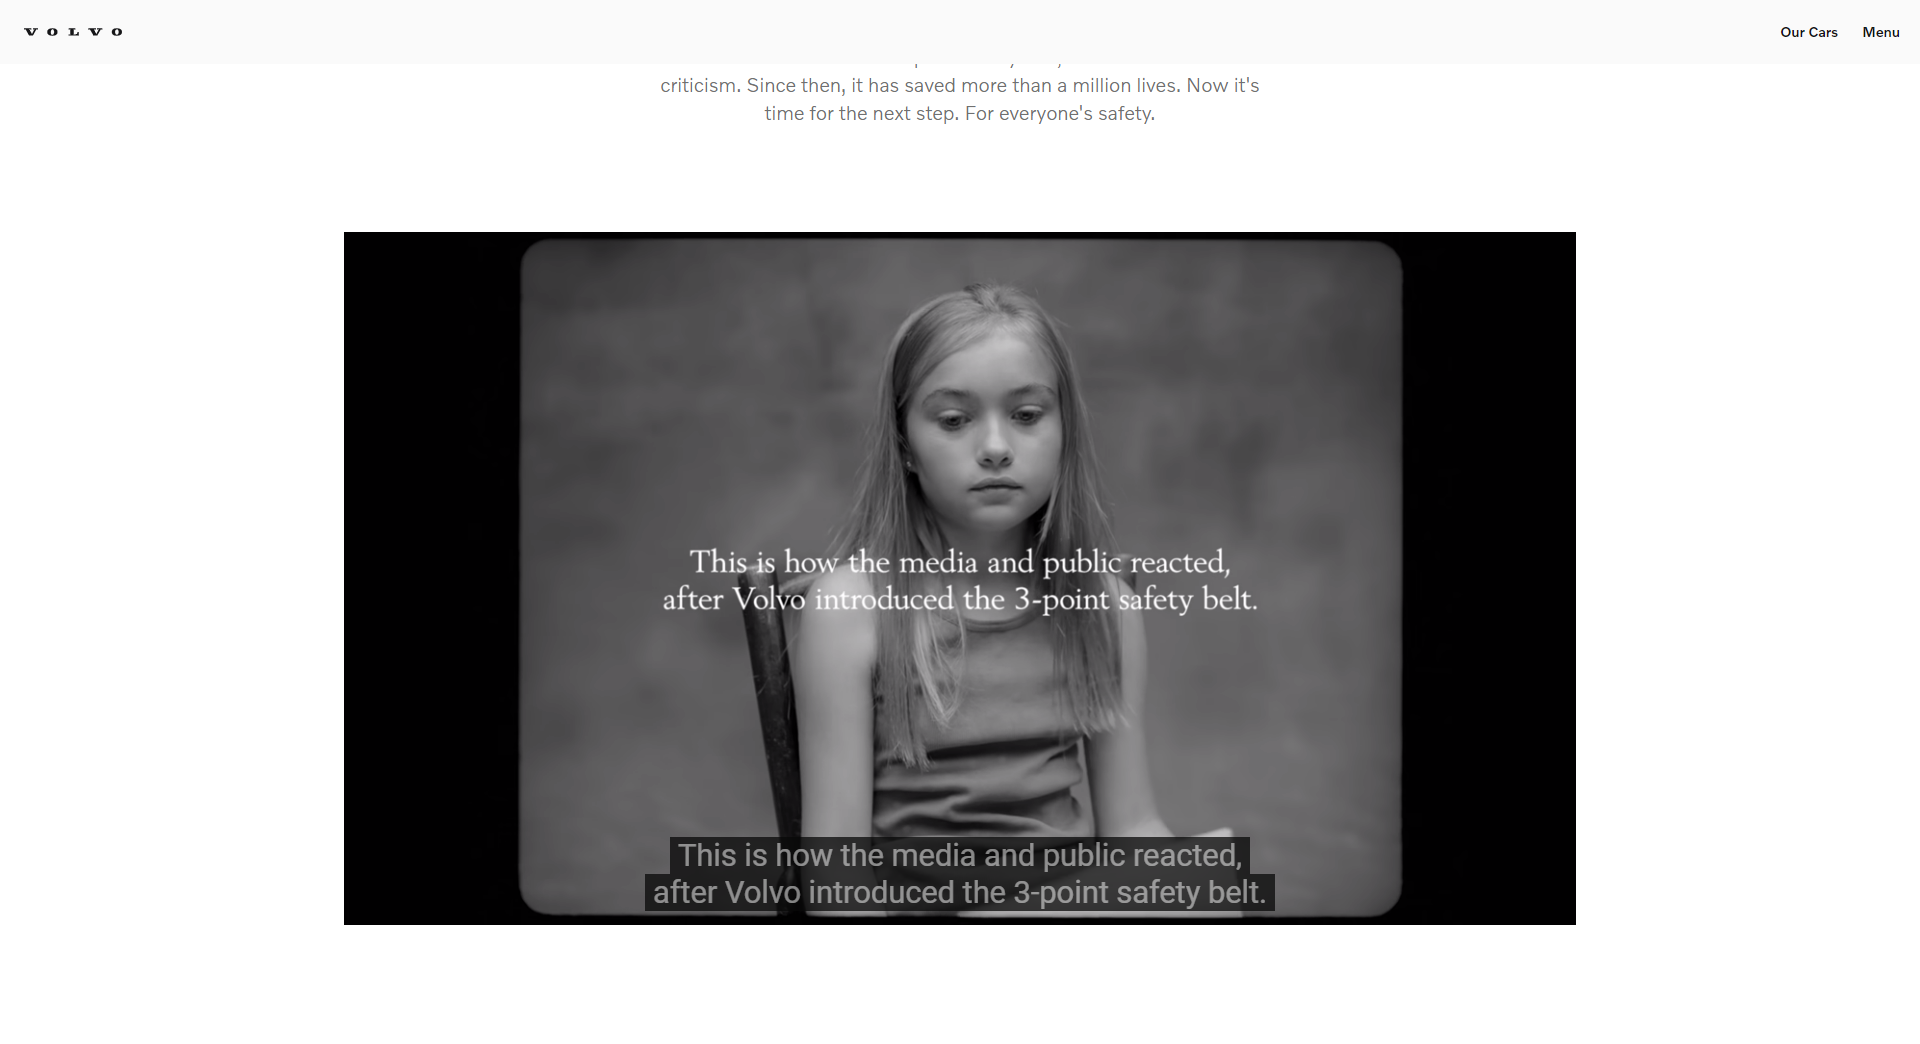 VOLVO
Our Cars
Menu
criticism. Since then, it has saved more than a million lives. Now it's
time for the next step. For everyone's safety.
This is how the media and public reacted,
after Volvo introduced the 3-point safety belt.
This is how the media and public reacted,
after Volvo introduced the 3-point safety belt.